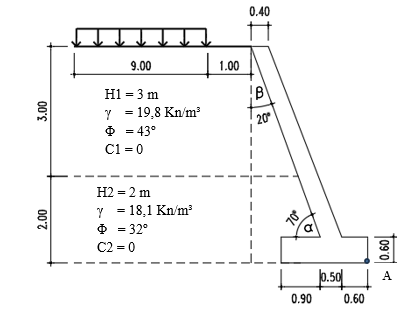 0.40
9.00
1.00
3.00
H1 = 3 m
γ = 19,8 Kn/m³
Φ = 43°
C1 = 0
β
20°
2.00
H2 = 2 m
γ = 18,1 Kn/m³
Φ = 32°
C2 = 0
70°
α
0.60
A
0.50
0.90
0.60